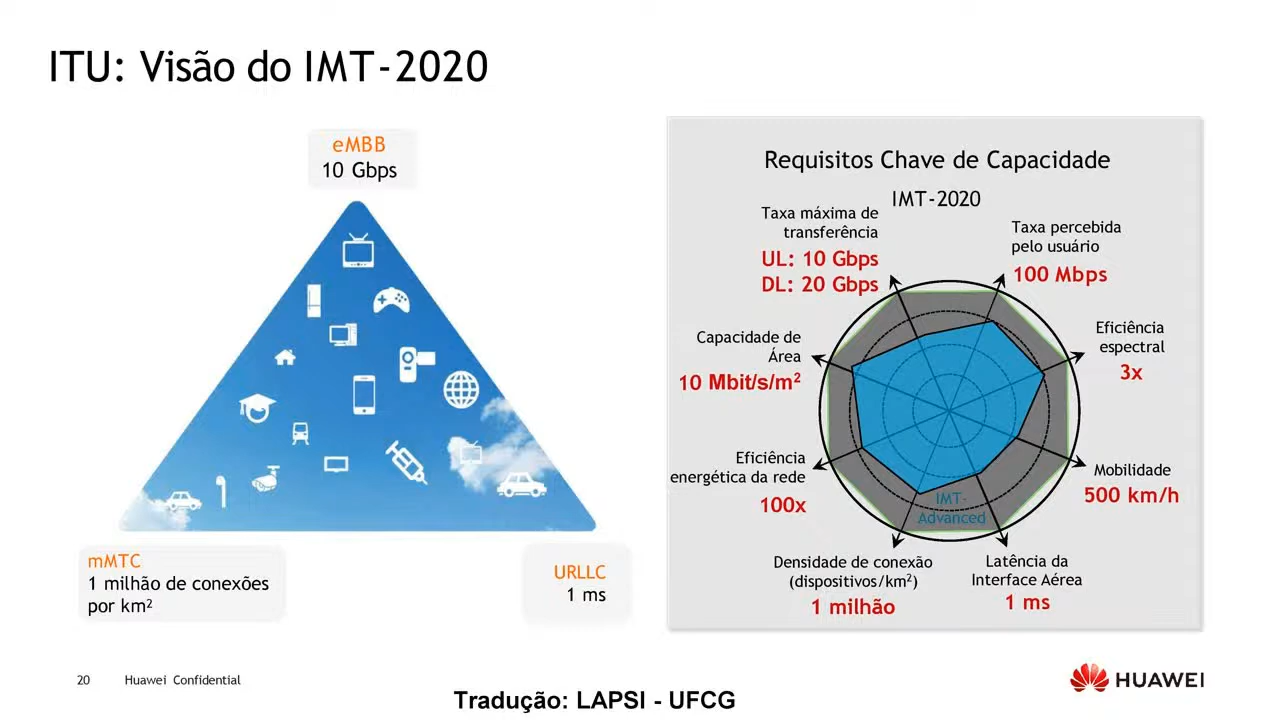 ITU: Visão do IMT-2020
eMBB
10 Gbps
mMTC
1 milhão de conexões
por km²
URLLC
1 ms
Requisitos Chave de Capacidade
IMT-2020
Taxa máxima de
transferência
UL: 10 Gbps
DL: 20 Gbps
Taxa percebida
pelo usuário
100 Mbps
Capacidade de
Área
10 Mbit/s/m²
Eficiência
espectral
3x
Eficiência
energética da rede
100x
Mobilidade
500 km/h
IMT-
Advanced
Densidade de conexão
(dispositivos/km²)
1 milhão
Latência da
Interface Aérea
1 ms
20 Huawei Confidential
HUAWEI
Tradução: LAPSI - UFCG